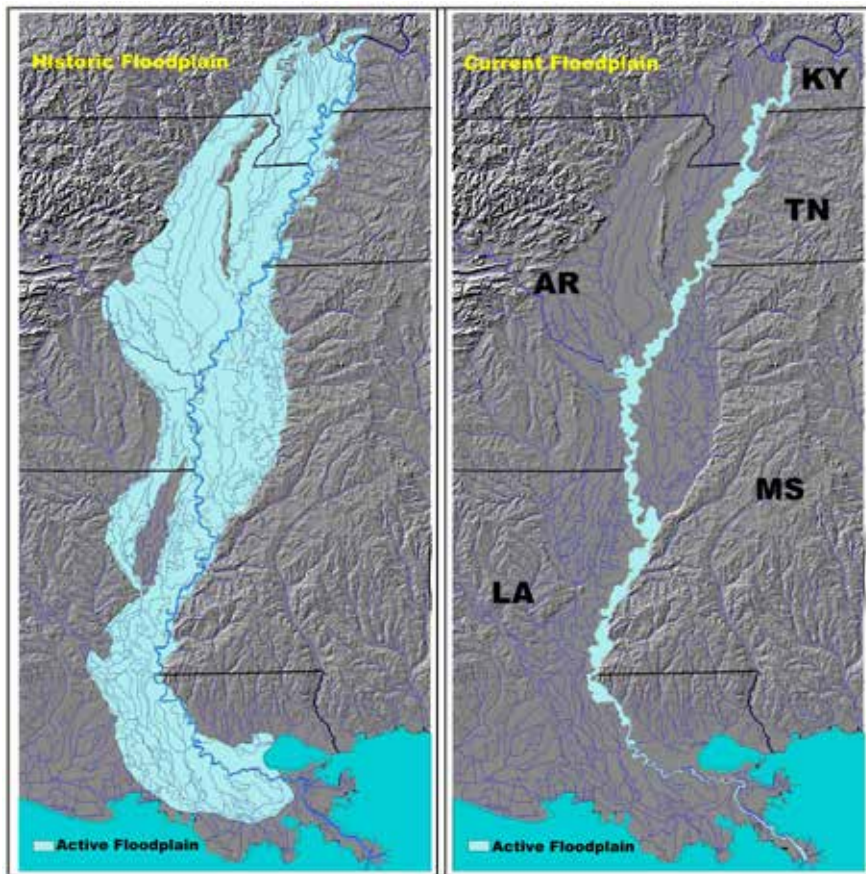 Historic Floodplain
Active Floodplain
Current Floodplain
KY
TN
AR
MS
LA
Active Floodplain